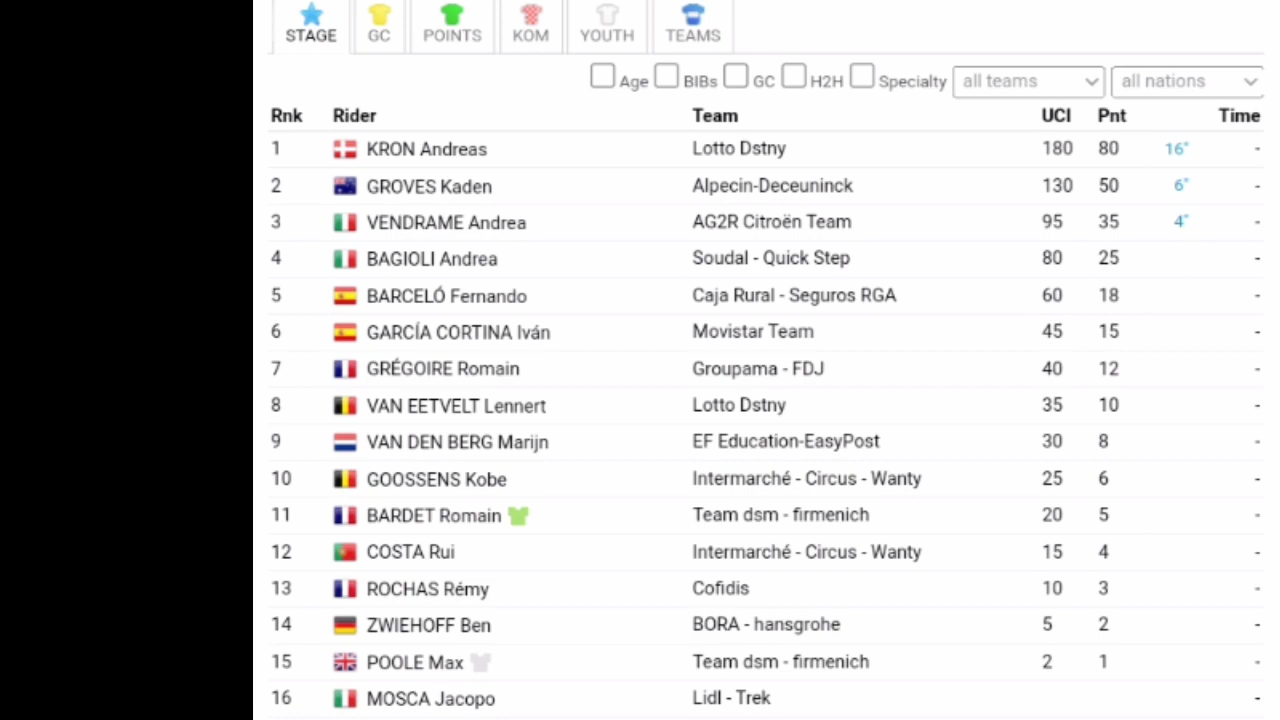 STAGE GC POINTS KOM YOUTH TEAMS
Age BIBs GC H2H Specialty all teams all nations
Rnk Rider Team UCI Pnt Time
1 KRON Andreas Lotto Dstny 180 80 16" -
2 GROVES Kaden Alpecin-Deceuninck 130 50 6" -
3 VENDRAME Andrea AG2R Citroën Team 95 35 4" -
4 BAGIOLI Andrea Soudal - Quick Step 80 25 -
5 BARCELÓ Fernando Caja Rural - Seguros RGA 60 18 -
6 GARCÍA CORTINA Iván Movistar Team 45 15 -
7 GRÉGOIRE Romain Groupama - FDJ 40 12 -
8 VAN EETVELT Lennert Lotto Dstny 35 10 -
9 VAN DEN BERG Marijn EF Education-EasyPost 30 8 -
10 GOOSSENS Kobe Intermarché - Circus - Wanty 25 6 -
11 BARDET Romain Team dsm - firmenich 20 5 -
12 COSTA Rui Intermarché - Circus - Wanty 15 4 -
13 ROCHAS Rémy Cofidis 10 3 -
14 ZWIEHOFF Ben BORA - hansgrohe 5 2 -
15 POOLE Max Team dsm - firmenich 2 1 -
16 MOSCA Jacopo Lidl - Trek -